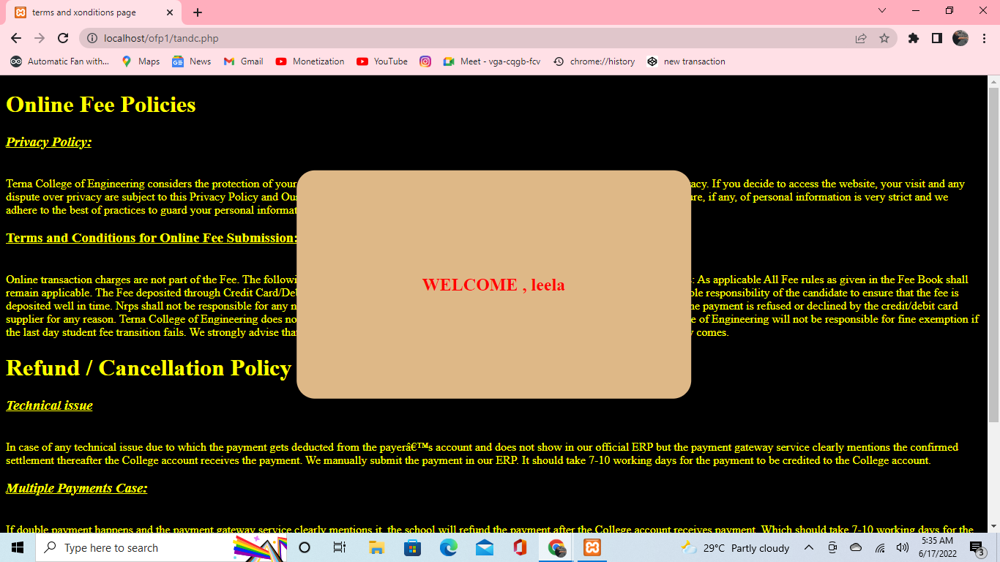 terms and xonditions page
localhost/ofp1/tandc.php
Automatic Fan with... Maps News Gmail Monetization YouTube Meet - vga-cqgb-fcv chrome://history new transaction
Online Fee Policies
Privacy Policy:
Terna College of Engineering considers the protection of your acy. If you decide to access the website, your visit and any
dispute over privacy are subject to this Privacy Policy and Our re, if any, of personal information is very strict and we
adhere to the best of practices to guard your personal informat
Terms and Conditions for Online Fee Submission:
Online transaction charges are not part of the Fee. The followi : As applicable All Fee rules as given in the Fee Book shall
remain applicable. The Fee deposited through Credit Card/Deb ole responsibility of the candidate to ensure that the fee is
WELCOME , leela
deposited well in time. Nrps shall not be responsible for any n he payment is refused or declined by the credit/debit card
supplier for any reason. Terna College of Engineering does no e of Engineering will not be responsible for fine exemption if
the last day student fee transition fails. We strongly advise that y comes.
Refund / Cancellation Policy
Technical issue
In case of any technical issue due to which the payment gets deducted from the payerâ€™s account and does not show in our official ERP but the payment gateway service clearly mentions the confirmed
settlement thereafter the College account receives the payment. We manually submit the payment in our ERP. It should take 7-10 working days for the payment to be credited to the College account.
Multiple Payments Case:
If double payment happens and the payment gateway service clearly mentions it, the school will refund the payment after the College account receives payment. Which should take 7-10 working days for the
Type here to search
29°C Partly cloudy
5:35 AM
6/17/2022
3